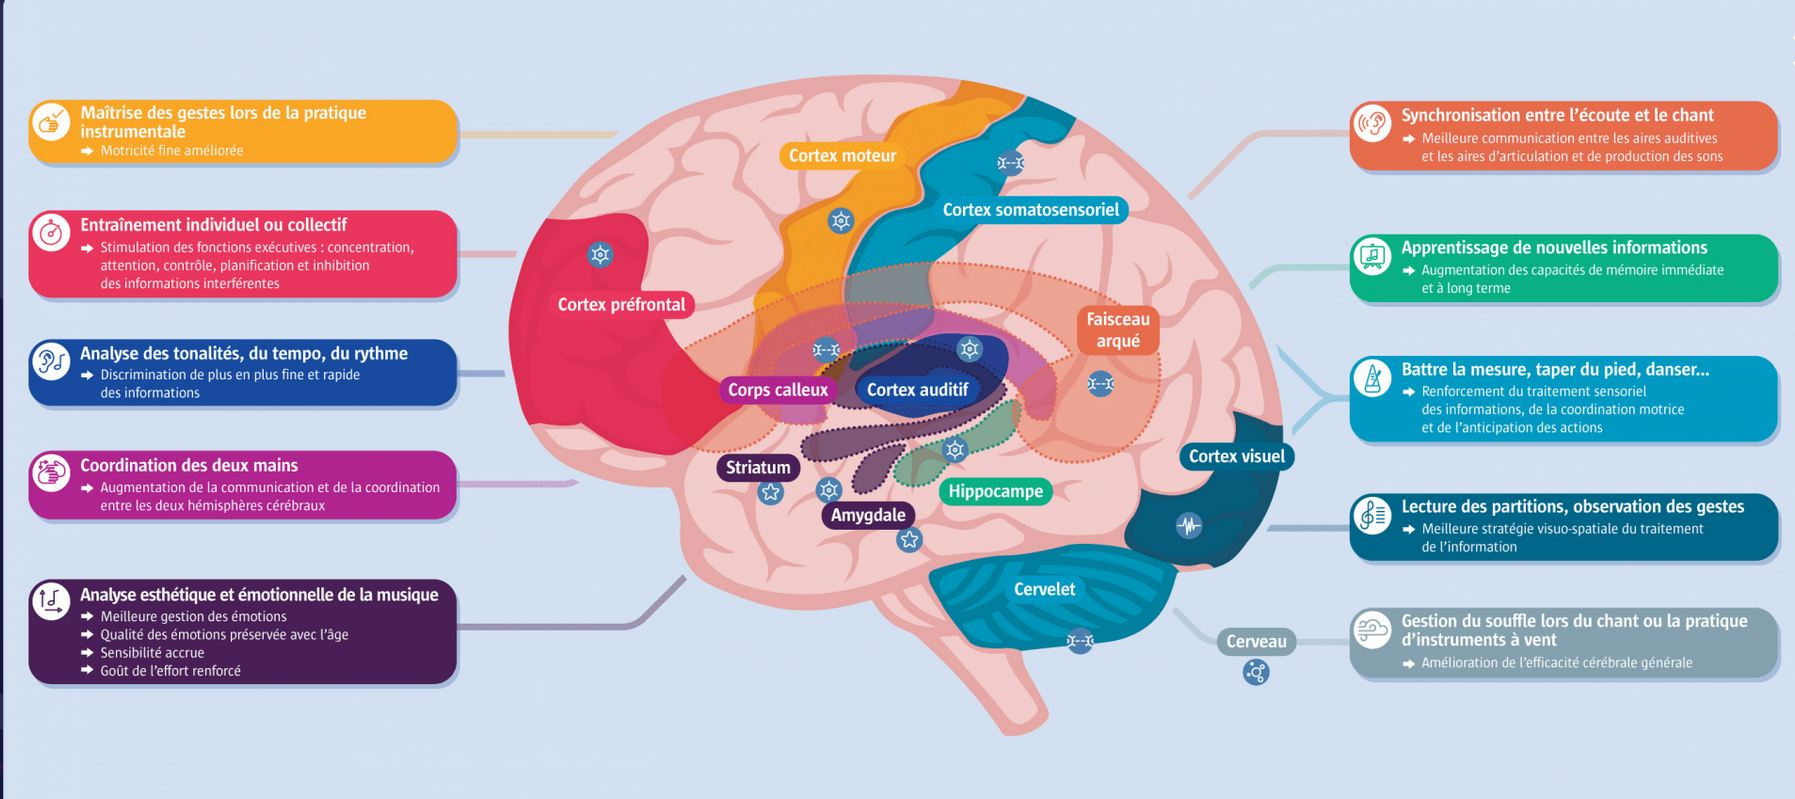 Maîtrise des gestes lors de la pratique
instrumentale
➜ Motricité fine améliorée
Entraînement individuel ou collectif
➜ Stimulation des fonctions exécutives : concentration,
attention, contrôle, planification et inhibition
des informations interférentes
Analyse des tonalités, du tempo, du rythme
➜ Discrimination de plus en plus fine et rapide
des informations
Coordination des deux mains
➜ Augmentation de la communication et de la coordination
entre les deux hémisphères cérébraux
Analyse esthétique et émotionnelle de la musique
➜ Meilleure gestion des émotions
➜ Qualité des émotions préservée avec l'âge
➜ Sensibilité accrue
➜ Goût de l'effort renforcé
Cortex moteur
Cortex somatosensoriel
Cortex préfrontal
Faisceau
arqué
Corps calleux
Cortex auditif
Striatum
Amygdale
Hippocampe
Cortex visuel
Cervelet
Cerveau
Synchronisation entre l'écoute et le chant
➜ Meilleure communication entre les aires auditives
et les aires d'articulation et de production des sons
Apprentissage de nouvelles informations
➜ Augmentation des capacités de mémoire immédiate
et à long terme
Battre la mesure, taper du pied, danser...
➜ Renforcement du traitement sensoriel
des informations, de la coordination motrice
et de l'anticipation des actions
Lecture des partitions, observation des gestes
➜ Meilleure stratégie visuo-spatiale du traitement
de l'information
Gestion du souffle lors du chant ou la pratique
d'instruments à vent
➜ Amélioration de l'efficacité cérébrale générale